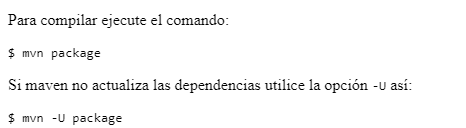 Para compilar ejecute el comando:
$ mvn package
Si maven no actualiza las dependencias utilice la opción -U así:
$ mvn -U package